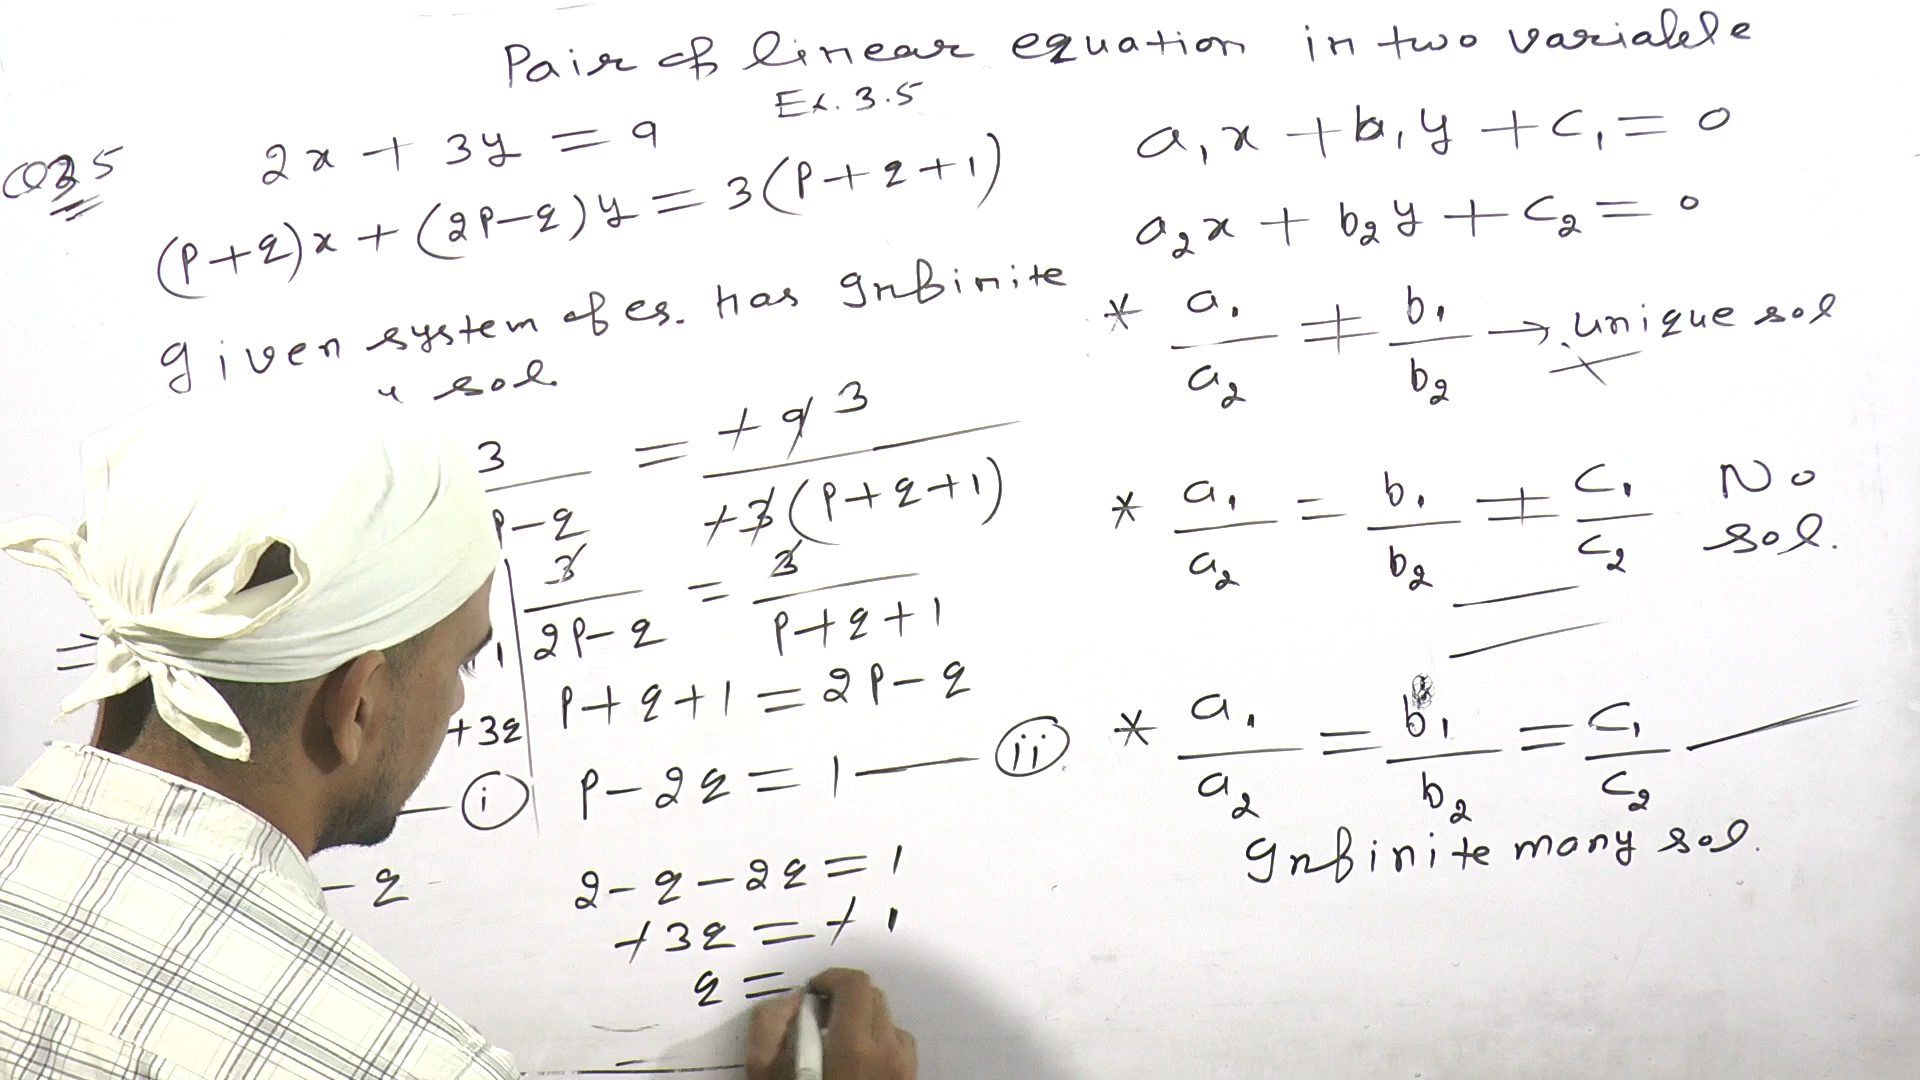 Pair of linear equation in two variable
Ex. 3.5
Q 5
2x + 3y = 9
(p+q)x + (2p-q)y = 3(p+q+1)
given system of eq. has Infinite
sol.
3 = +9 3
p-q +3(p+q+1)
3 = 3
2p-q p+q+1
=
p+q+1 = 2p-q
+3q
(i)
p-2q = 1 — (ii)
-q
2-q-2q = 1
+3q = +1
q =
a₁x + b₁y + c₁ = 0
a₂x + b₂y + c₂ = 0
* a₁/a₂ ≠ b₁/b₂ → unique sol
* a₁/a₂ = b₁/b₂ ≠ c₁/c₂ No sol.
* a₁/a₂ = b₁/b₂ = c₁/c₂
Infinite many sol.